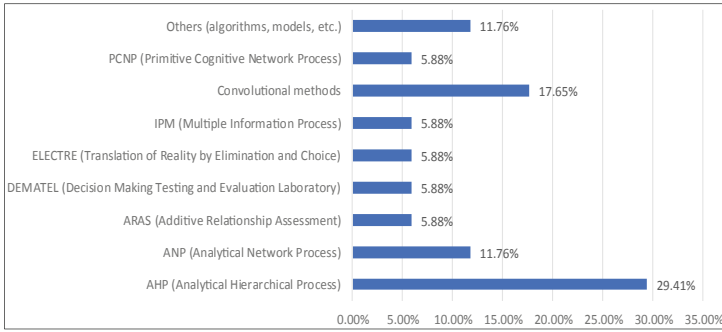 Others (algorithms, models, etc.) 11.76%
PCNP (Primitive Cognitive Network Process) 5.88%
Convolutional methods 17.65%
IPM (Multiple Information Process) 5.88%
ELECTRE (Translation of Reality by Elimination and Choice) 5.88%
DEMATEL (Decision Making Testing and Evaluation Laboratory) 5.88%
ARAS (Additive Relationship Assessment) 5.88%
ANP (Analytical Network Process) 11.76%
AHP (Analytical Hierarchical Process) 29.41%
0.00% 5.00% 10.00% 15.00% 20.00% 25.00% 30.00% 35.00%